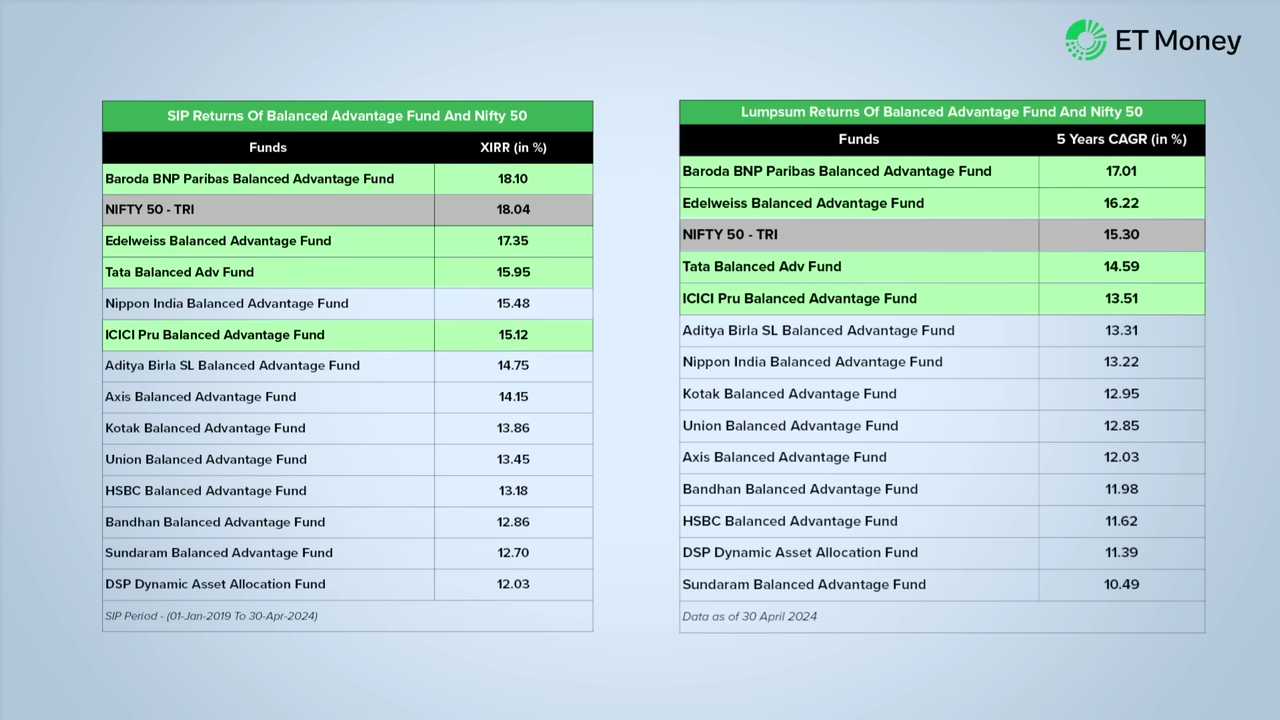 ET Money
SIP Returns Of Balanced Advantage Fund And Nifty 50
Funds XIRR (in %)
Baroda BNP Paribas Balanced Advantage Fund 18.10
NIFTY 50 - TRI 18.04
Edelweiss Balanced Advantage Fund 17.35
Tata Balanced Adv Fund 15.95
Nippon India Balanced Advantage Fund 15.48
ICICI Pru Balanced Advantage Fund 15.12
Aditya Birla SL Balanced Advantage Fund 14.75
Axis Balanced Advantage Fund 14.15
Kotak Balanced Advantage Fund 13.86
Union Balanced Advantage Fund 13.45
HSBC Balanced Advantage Fund 13.18
Bandhan Balanced Advantage Fund 12.86
Sundaram Balanced Advantage Fund 12.70
DSP Dynamic Asset Allocation Fund 12.03
SIP Period - (01-Jan-2019 To 30-Apr-2024)
Lumpsum Returns Of Balanced Advantage Fund And Nifty 50
Funds 5 Years CAGR (in %)
Baroda BNP Paribas Balanced Advantage Fund 17.01
Edelweiss Balanced Advantage Fund 16.22
NIFTY 50 - TRI 15.30
Tata Balanced Adv Fund 14.59
ICICI Pru Balanced Advantage Fund 13.51
Aditya Birla SL Balanced Advantage Fund 13.31
Nippon India Balanced Advantage Fund 13.22
Kotak Balanced Advantage Fund 12.95
Union Balanced Advantage Fund 12.85
Axis Balanced Advantage Fund 12.03
Bandhan Balanced Advantage Fund 11.98
HSBC Balanced Advantage Fund 11.62
DSP Dynamic Asset Allocation Fund 11.39
Sundaram Balanced Advantage Fund 10.49
Data as of 30 April 2024